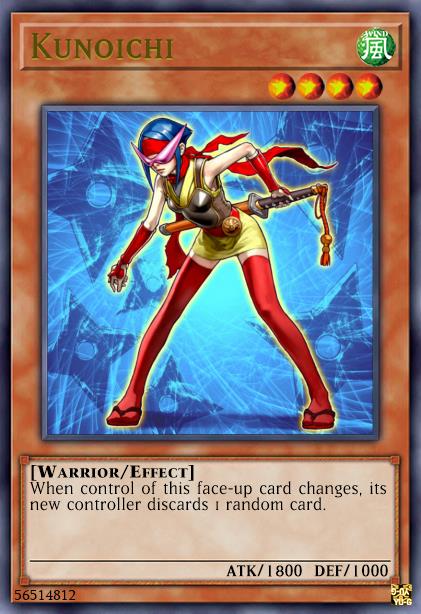 KUNOICHI
WIND
風
[WARRIOR/EFFECT]
When control of this face-up card changes, its
new controller discards 1 random card.
ATK/1800 DEF/1000
56514812